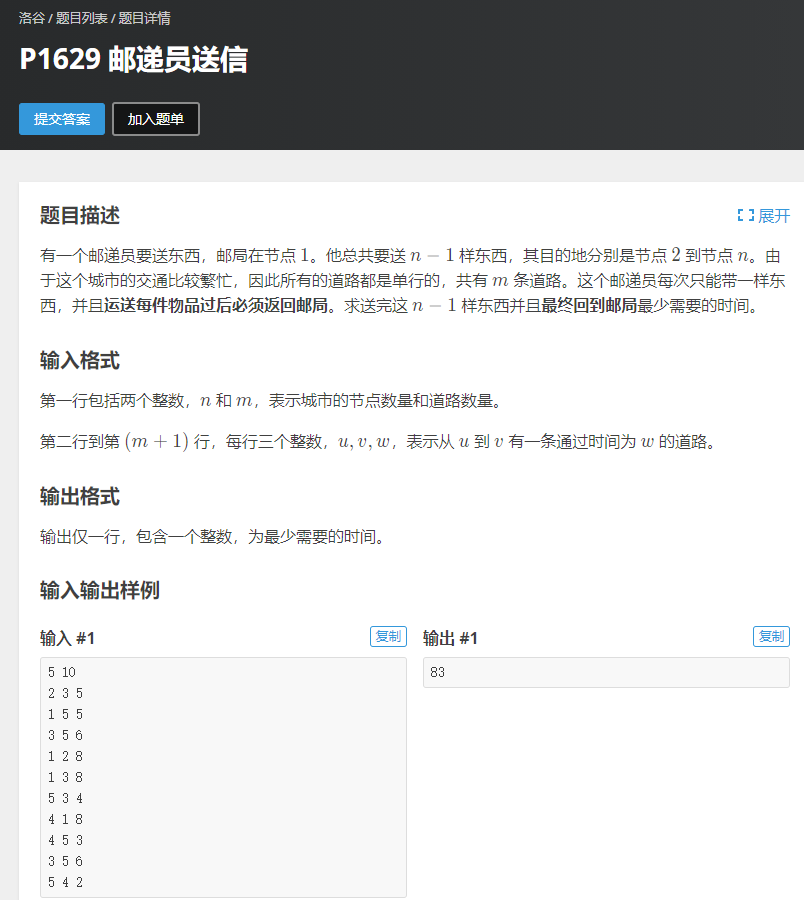 洛谷 / 题目列表 / 题目详情
P1629 邮递员送信
提交答案 加入题单
题目描述 展开
有一个邮递员要送东西，邮局在节点 1。他总共要送 n − 1 样东西，其目的地分别是节点 2 到节点 n。由
于这个城市的交通比较繁忙，因此所有的道路都是单行的，共有 m 条道路。这个邮递员每次只能带一样东
西，并且运送每件物品过后必须返回邮局。求送完这 n − 1 样东西并且最终回到邮局最少需要的时间。
输入格式
第一行包括两个整数，n 和 m，表示城市的节点数量和道路数量。
第二行到第 (m + 1) 行，每行三个整数，u, v, w，表示从 u 到 v 有一条通过时间为 w 的道路。
输出格式
输出仅一行，包含一个整数，为最少需要的时间。
输入输出样例
输入 #1 复制 输出 #1 复制
5 10 83
2 3 5
1 5 5
3 5 6
1 2 8
1 3 8
5 3 4
4 1 8
4 5 3
3 5 6
5 4 2